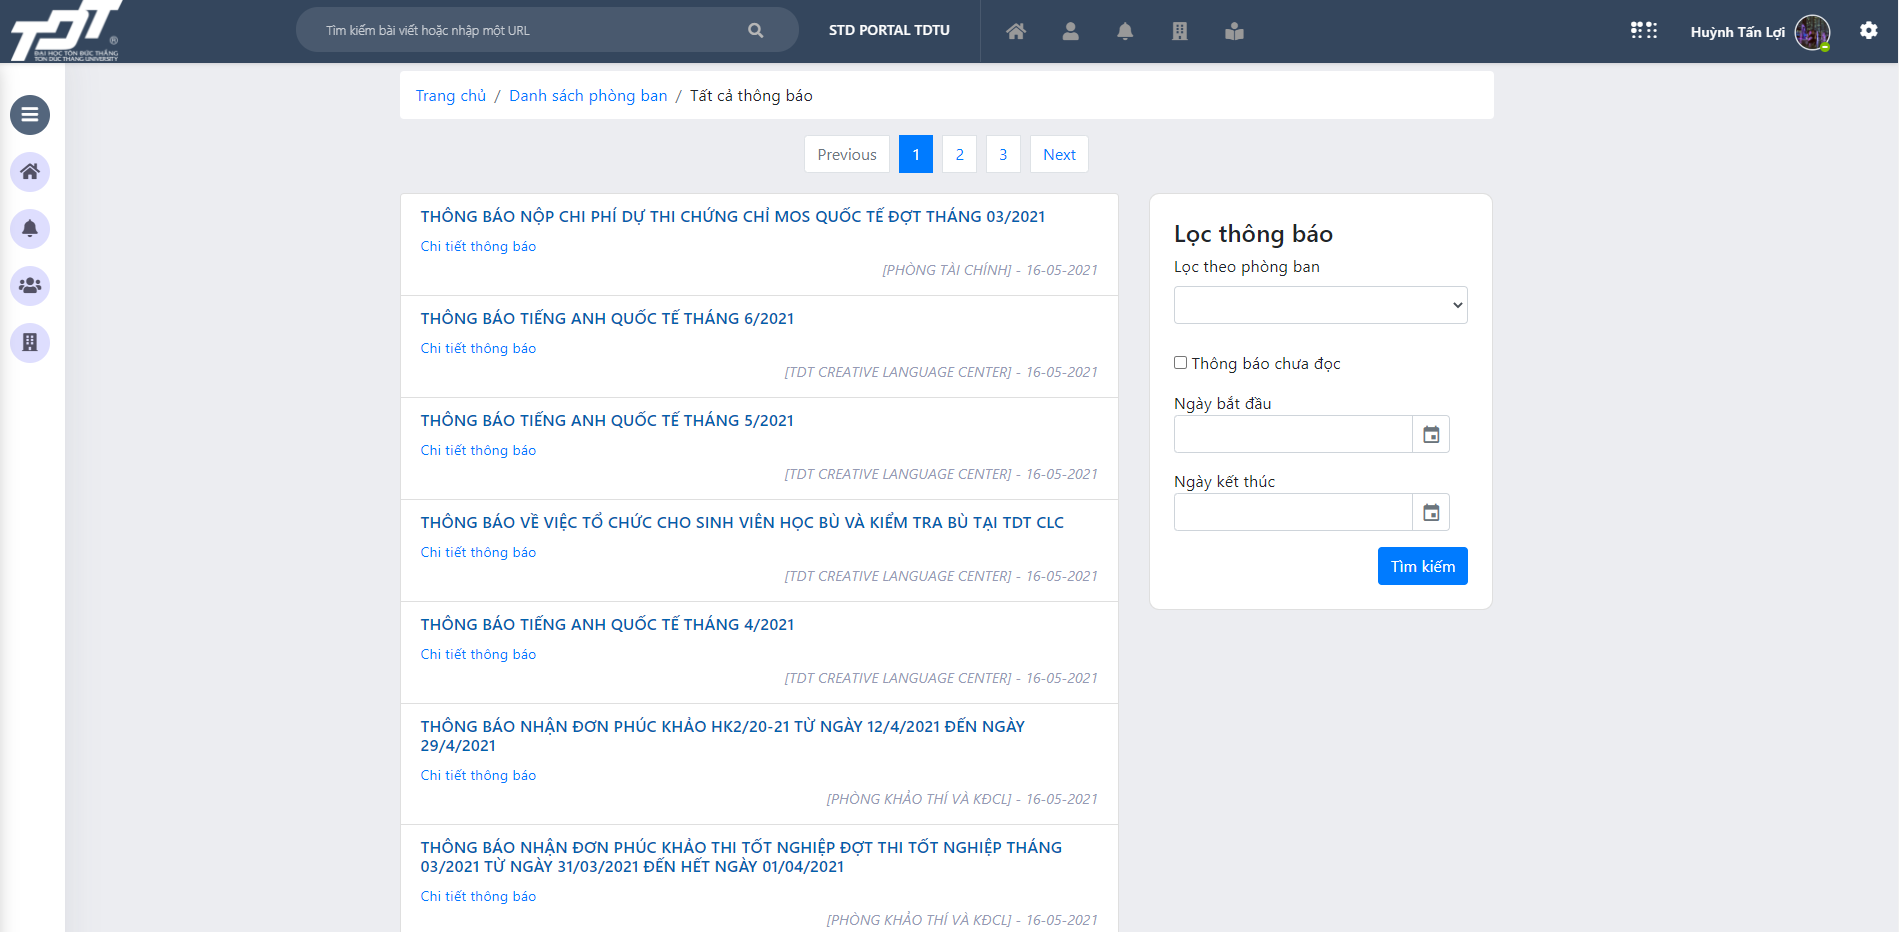 TDT ®
ĐẠI HỌC TÔN ĐỨC THẮNG
TON DUC THANG UNIVERSITY
Tìm kiếm bài viết hoặc nhập một URL
STD PORTAL TDTU
Huỳnh Tấn Lợi
Trang chủ / Danh sách phòng ban / Tất cả thông báo
Previous 1 2 3 Next
THÔNG BÁO NỘP CHI PHÍ DỰ THI CHỨNG CHỈ MOS QUỐC TẾ ĐỢT THÁNG 03/2021
Chi tiết thông báo
[PHÒNG TÀI CHÍNH] - 16-05-2021
THÔNG BÁO TIẾNG ANH QUỐC TẾ THÁNG 6/2021
Chi tiết thông báo
[TDT CREATIVE LANGUAGE CENTER] - 16-05-2021
THÔNG BÁO TIẾNG ANH QUỐC TẾ THÁNG 5/2021
Chi tiết thông báo
[TDT CREATIVE LANGUAGE CENTER] - 16-05-2021
THÔNG BÁO VỀ VIỆC TỔ CHỨC CHO SINH VIÊN HỌC BÙ VÀ KIỂM TRA BÙ TẠI TDT CLC
Chi tiết thông báo
[TDT CREATIVE LANGUAGE CENTER] - 16-05-2021
THÔNG BÁO TIẾNG ANH QUỐC TẾ THÁNG 4/2021
Chi tiết thông báo
[TDT CREATIVE LANGUAGE CENTER] - 16-05-2021
THÔNG BÁO NHẬN ĐƠN PHÚC KHẢO HK2/20-21 TỪ NGÀY 12/4/2021 ĐẾN NGÀY
29/4/2021
Chi tiết thông báo
[PHÒNG KHẢO THÍ VÀ KĐCL] - 16-05-2021
THÔNG BÁO NHẬN ĐƠN PHÚC KHẢO THI TỐT NGHIỆP ĐỢT THI TỐT NGHIỆP THÁNG
03/2021 TỪ NGÀY 31/03/2021 ĐẾN HẾT NGÀY 01/04/2021
Chi tiết thông báo
[PHÒNG KHẢO THÍ VÀ KĐCL] - 16-05-2021
Lọc thông báo
Lọc theo phòng ban
Thông báo chưa đọc
Ngày bắt đầu
Ngày kết thúc
Tìm kiếm